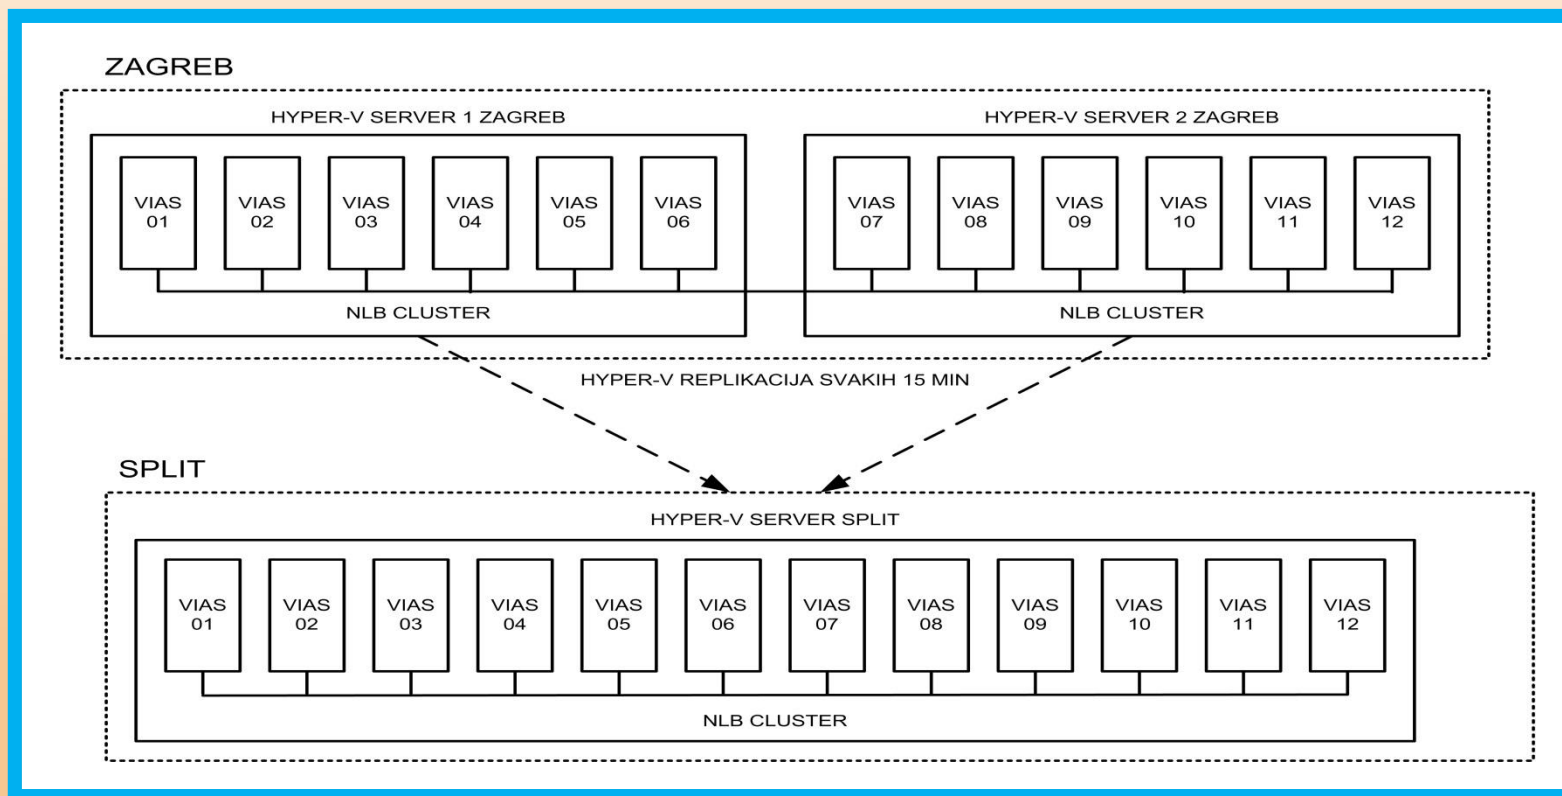 ZAGREB
HYPER-V SERVER 1 ZAGREB
HYPER-V SERVER 2 ZAGREB
VIAS
01
VIAS
02
VIAS
03
VIAS
04
VIAS
05
VIAS
06
VIAS
07
VIAS
08
VIAS
09
VIAS
10
VIAS
11
VIAS
12
NLB CLUSTER
NLB CLUSTER
HYPER-V REPLIKACIJA SVAKIH 15 MIN
SPLIT
HYPER-V SERVER SPLIT
VIAS
01
VIAS
02
VIAS
03
VIAS
04
VIAS
05
VIAS
06
VIAS
07
VIAS
08
VIAS
09
VIAS
10
VIAS
11
VIAS
12
NLB CLUSTER